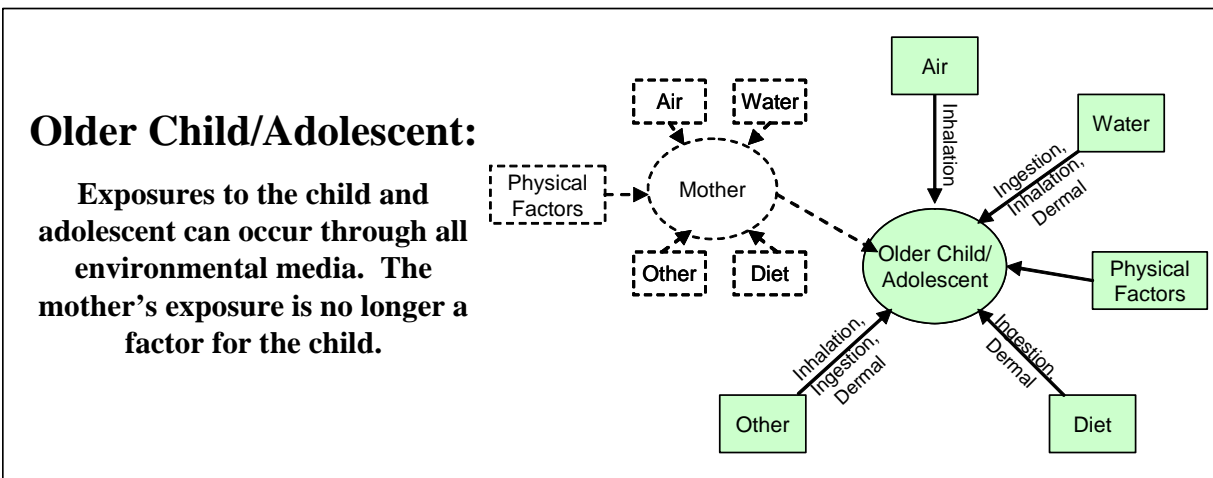 Older Child/Adolescent:
Exposures to the child and
adolescent can occur through all
environmental media.  The
mother's exposure is no longer a
factor for the child.
Air
Water
Physical
Factors
Mother
Other
Diet
Air
Inhalation
Water
Ingestion,
Inhalation,
Dermal
Older Child/
Adolescent
Physical
Factors
Inhalation,
Ingestion,
Dermal
Ingestion,
Dermal
Other
Diet